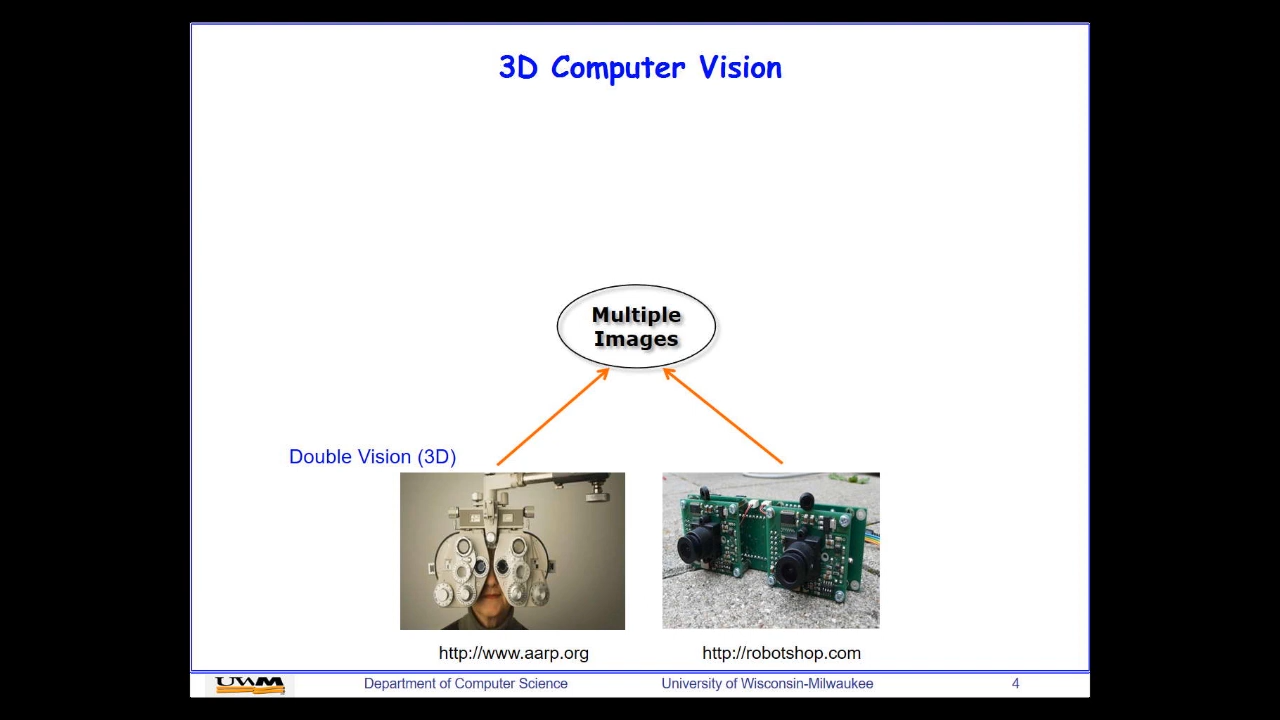 3D Computer Vision
Multiple
Images
Double Vision (3D)
http://www.aarp.org
http://robotshop.com
UWM
Department of Computer Science
University of Wisconsin-Milwaukee
4